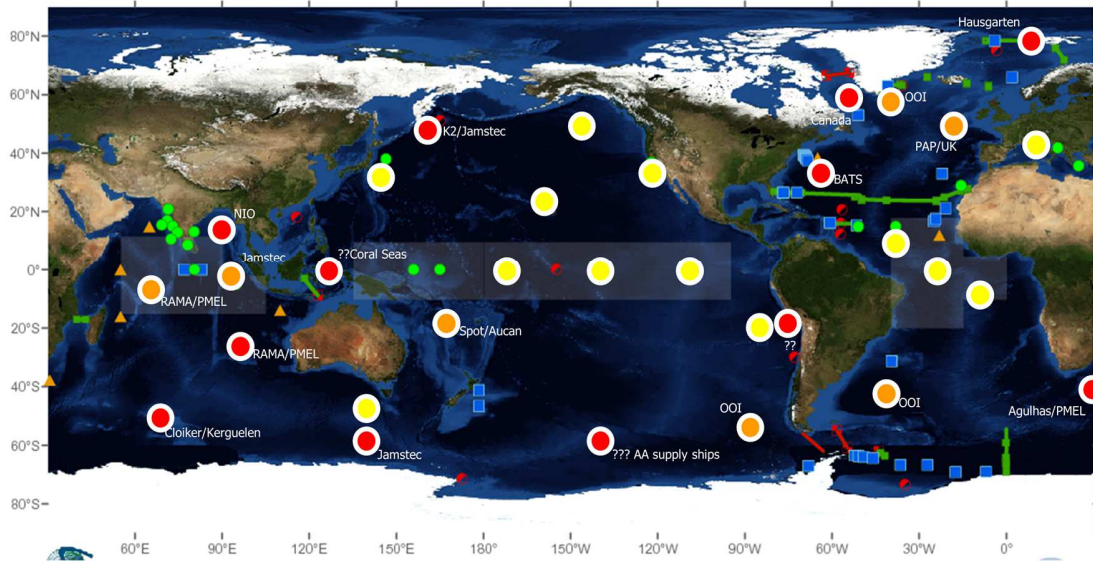 80°N
Hausgarten
60°N
OOI
Canada
K2/Jamstec
PAP/UK
40°N
BATS
20°N
NIO
Jamstec
??Coral Seas
0°
RAMA/PMEL
20°S
Spot/Aucan
??
RAMA/PMEL
40°S
OOI
OOI
Agulhas/PMEL
Cloiker/Kerguelen
60°S
Jamstec
??? AA supply ships
80°S
60°E 90°E 120°E 150°E 180° 150°W 120°W 90°W 60°W 30°W 0°